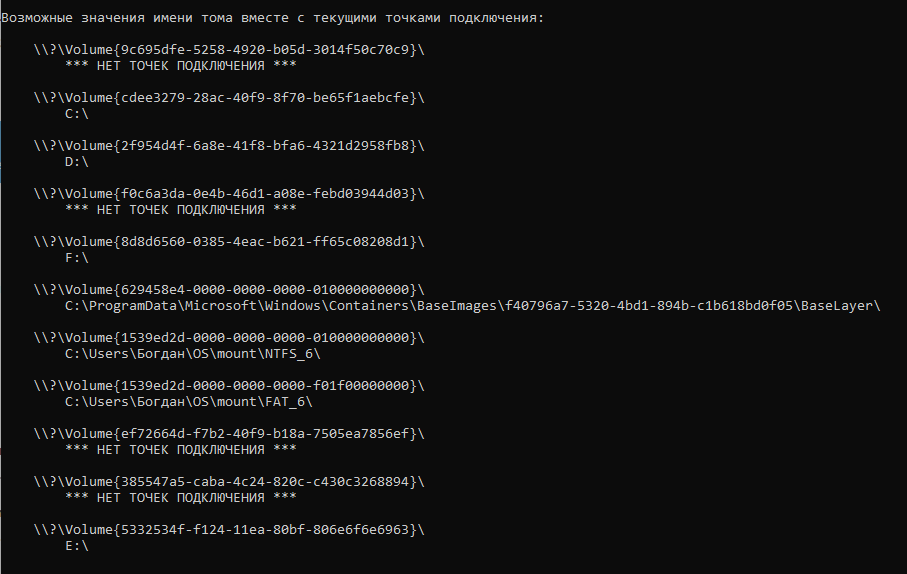 Возможные значения имени тома вместе с текущими точками подключения:
\\?\Volume{9c695dfe-5258-4920-b05d-3014f50c70c9}\
*** НЕТ ТОЧЕК ПОДКЛЮЧЕНИЯ ***
\\?\Volume{cdee3279-28ac-40f9-8f70-be65f1aebcfe}\
C:\
\\?\Volume{2f954d4f-6a8e-41f8-bfa6-4321d2958fb8}\
D:\
\\?\Volume{f0c6a3da-0e4b-46d1-a08e-febd03944d03}\
*** НЕТ ТОЧЕК ПОДКЛЮЧЕНИЯ ***
\\?\Volume{8d8d6560-0385-4eac-b621-ff65c08208d1}\
F:\
\\?\Volume{629458e4-0000-0000-0000-010000000000}\
C:\ProgramData\Microsoft\Windows\Containers\BaseImages\f40796a7-5320-4bd1-894b-c1b618bd0f05\BaseLayer\
\\?\Volume{1539ed2d-0000-0000-0000-010000000000}\
C:\Users\Богдан\OS\mount\NTFS_6\
\\?\Volume{1539ed2d-0000-0000-0000-f01f00000000}\
C:\Users\Богдан\OS\mount\FAT_6\
\\?\Volume{ef72664d-f7b2-40f9-b18a-7505ea7856ef}\
*** НЕТ ТОЧЕК ПОДКЛЮЧЕНИЯ ***
\\?\Volume{385547a5-caba-4c24-820c-c430c3268894}\
*** НЕТ ТОЧЕК ПОДКЛЮЧЕНИЯ ***
\\?\Volume{5332534f-f124-11ea-80bf-806e6f6e6963}\
E:\